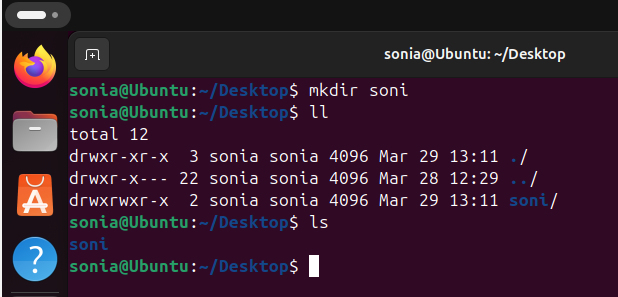 sonia@Ubuntu: ~/Desktop
sonia@Ubuntu:~/Desktop$ mkdir soni
sonia@Ubuntu:~/Desktop$ ll
total 12
drwxr-xr-x  3 sonia sonia 4096 Mar 29 13:11 ./
drwxr-x--- 22 sonia sonia 4096 Mar 28 12:29 ../
drwxrwxr-x  2 sonia sonia 4096 Mar 29 13:11 soni/
sonia@Ubuntu:~/Desktop$ ls
soni
sonia@Ubuntu:~/Desktop$